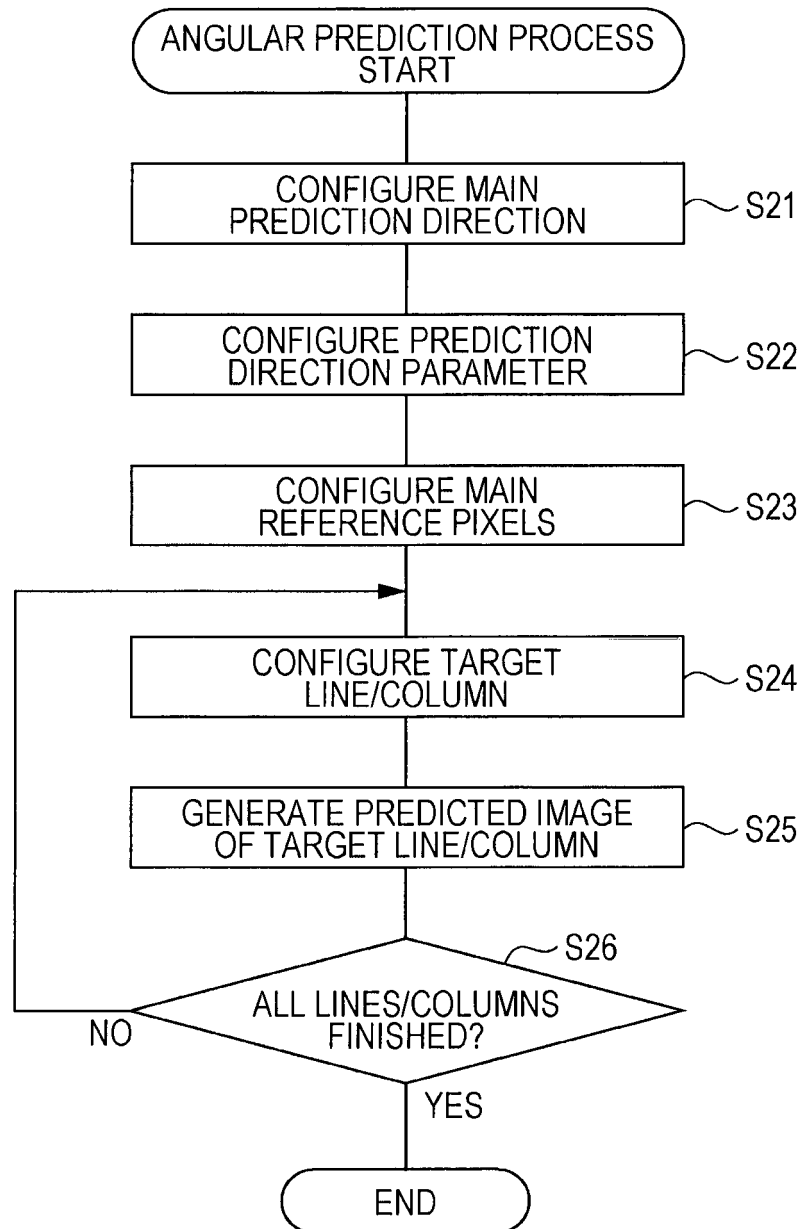 ANGULAR PREDICTION PROCESS
START
CONFIGURE MAIN
PREDICTION DIRECTION
S21
CONFIGURE PREDICTION
DIRECTION PARAMETER
S22
CONFIGURE MAIN
REFERENCE PIXELS
S23
CONFIGURE TARGET
LINE/COLUMN
S24
GENERATE PREDICTED IMAGE
OF TARGET LINE/COLUMN
S25
S26
ALL LINES/COLUMNS
FINISHED?
NO
YES
END